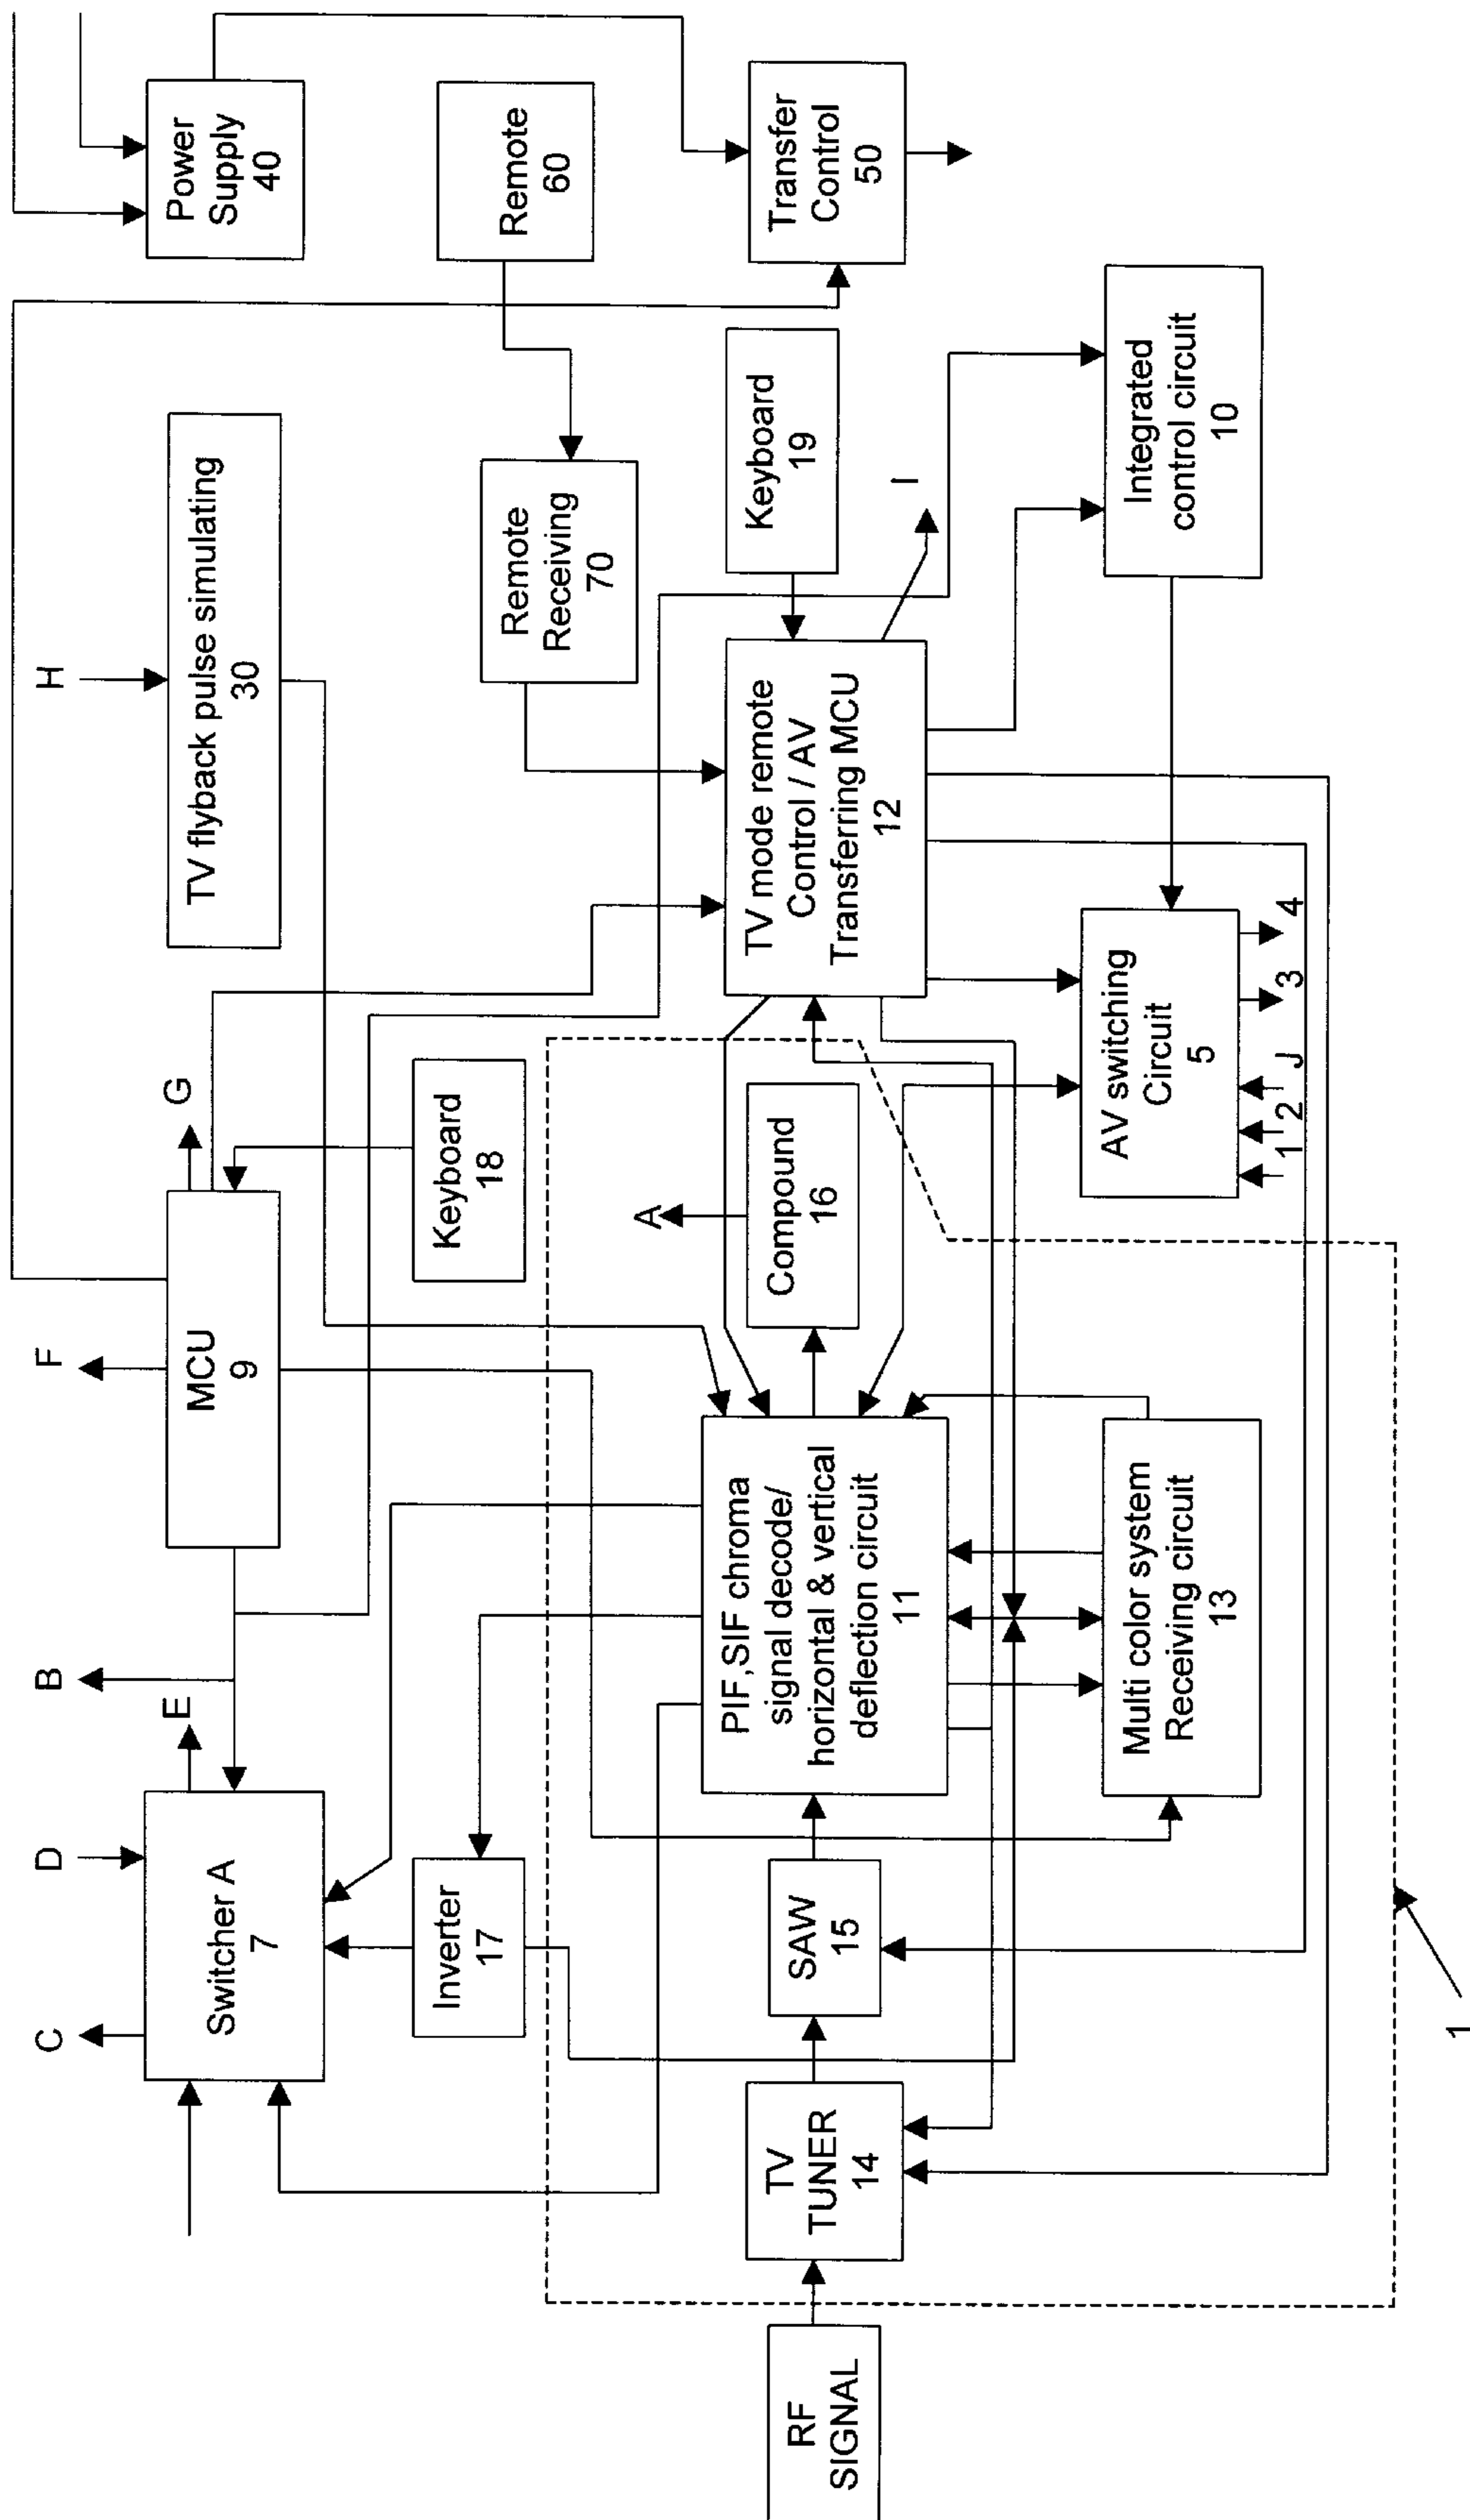 C
D
B
F
H
E
G
Switcher A
7
MCU
9
TV flyback pulse simulating
30
Power
Supply
40
Inverter
17
Keyboard
18
Remote
Receiving
70
Remote
60
A
RF
SIGNAL
TV
TUNER
14
SAW
15
PIF,SIF chroma
signal decode/
horizontal & vertical
deflection circuit
11
Compound
16
TV mode remote
Control / AV
Transferring MCU
12
Keyboard
19
Transfer
Control
50
I
Multi color system
Receiving circuit
13
AV switching
Circuit
5
Integrated
control circuit
10
1
2
J
3
4
1